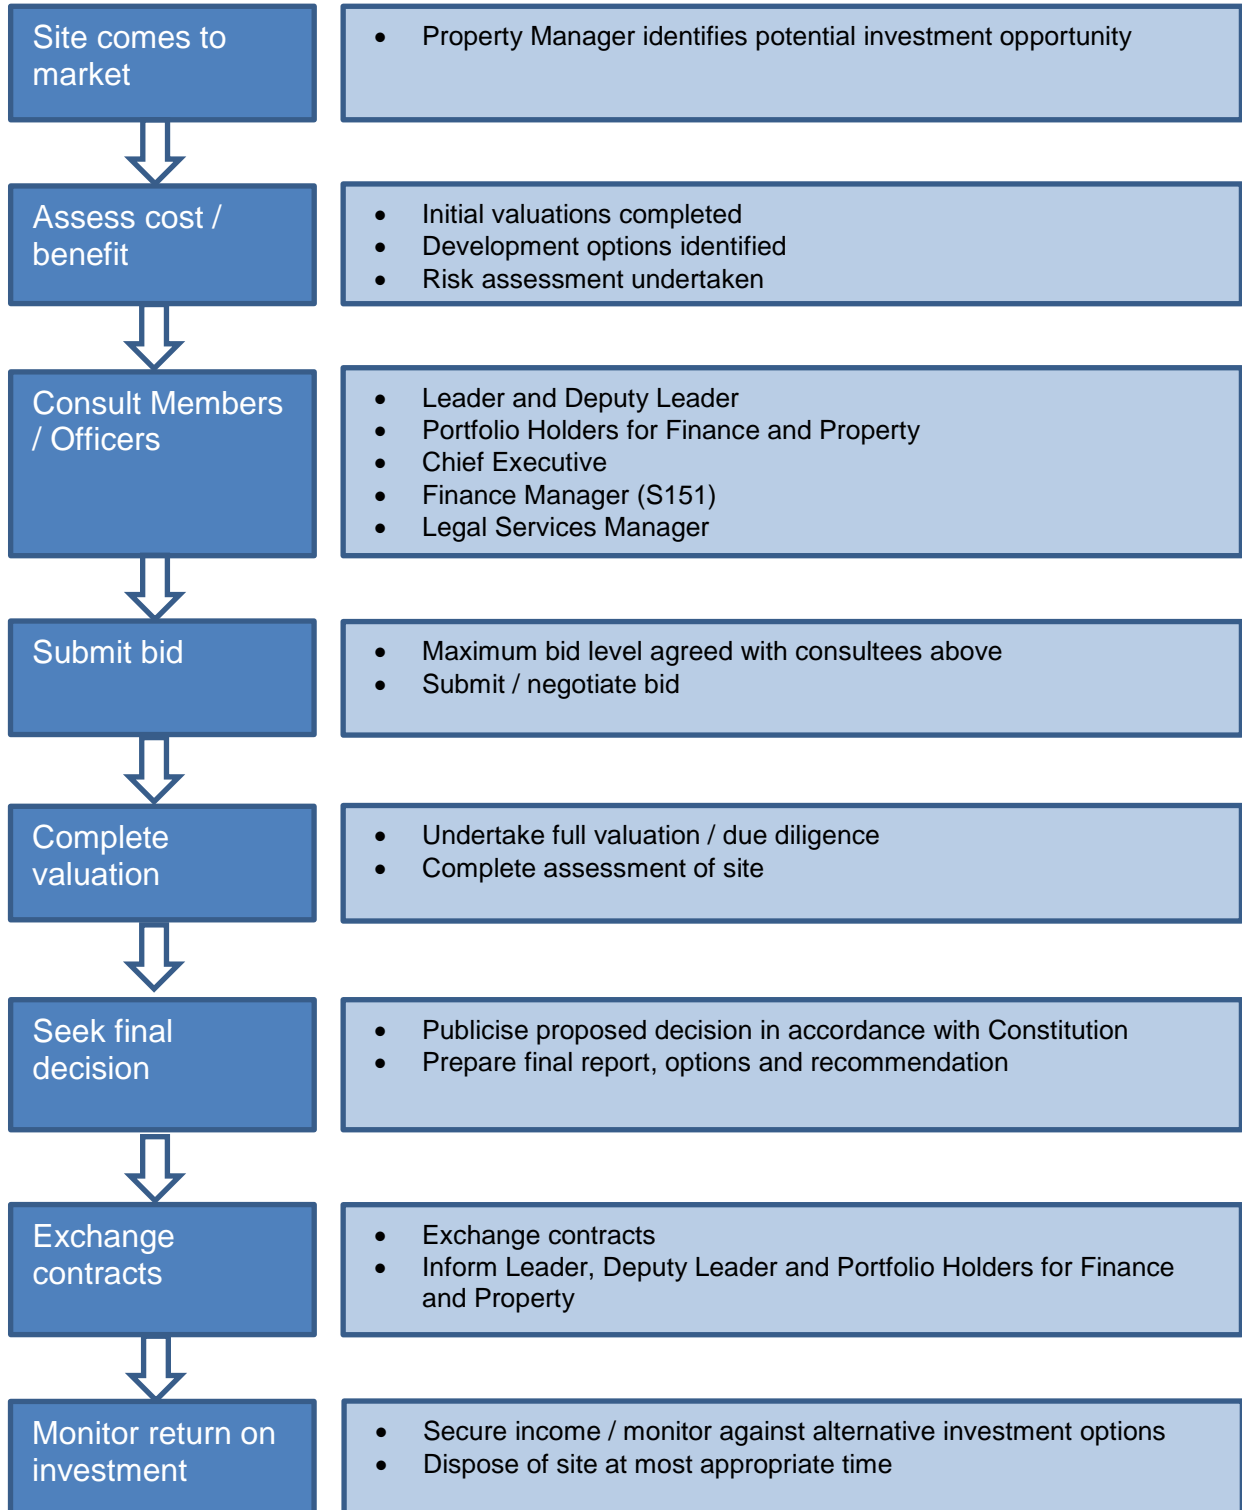 Site comes to
market
• Property Manager identifies potential investment opportunity
Assess cost /
benefit
• Initial valuations completed
• Development options identified
• Risk assessment undertaken
Consult Members
/ Officers
• Leader and Deputy Leader
• Portfolio Holders for Finance and Property
• Chief Executive
• Finance Manager (S151)
• Legal Services Manager
Submit bid
• Maximum bid level agreed with consultees above
• Submit / negotiate bid
Complete
valuation
• Undertake full valuation / due diligence
• Complete assessment of site
Seek final
decision
• Publicise proposed decision in accordance with Constitution
• Prepare final report, options and recommendation
Exchange
contracts
• Exchange contracts
• Inform Leader, Deputy Leader and Portfolio Holders for Finance
and Property
Monitor return on
investment
• Secure income / monitor against alternative investment options
• Dispose of site at most appropriate time